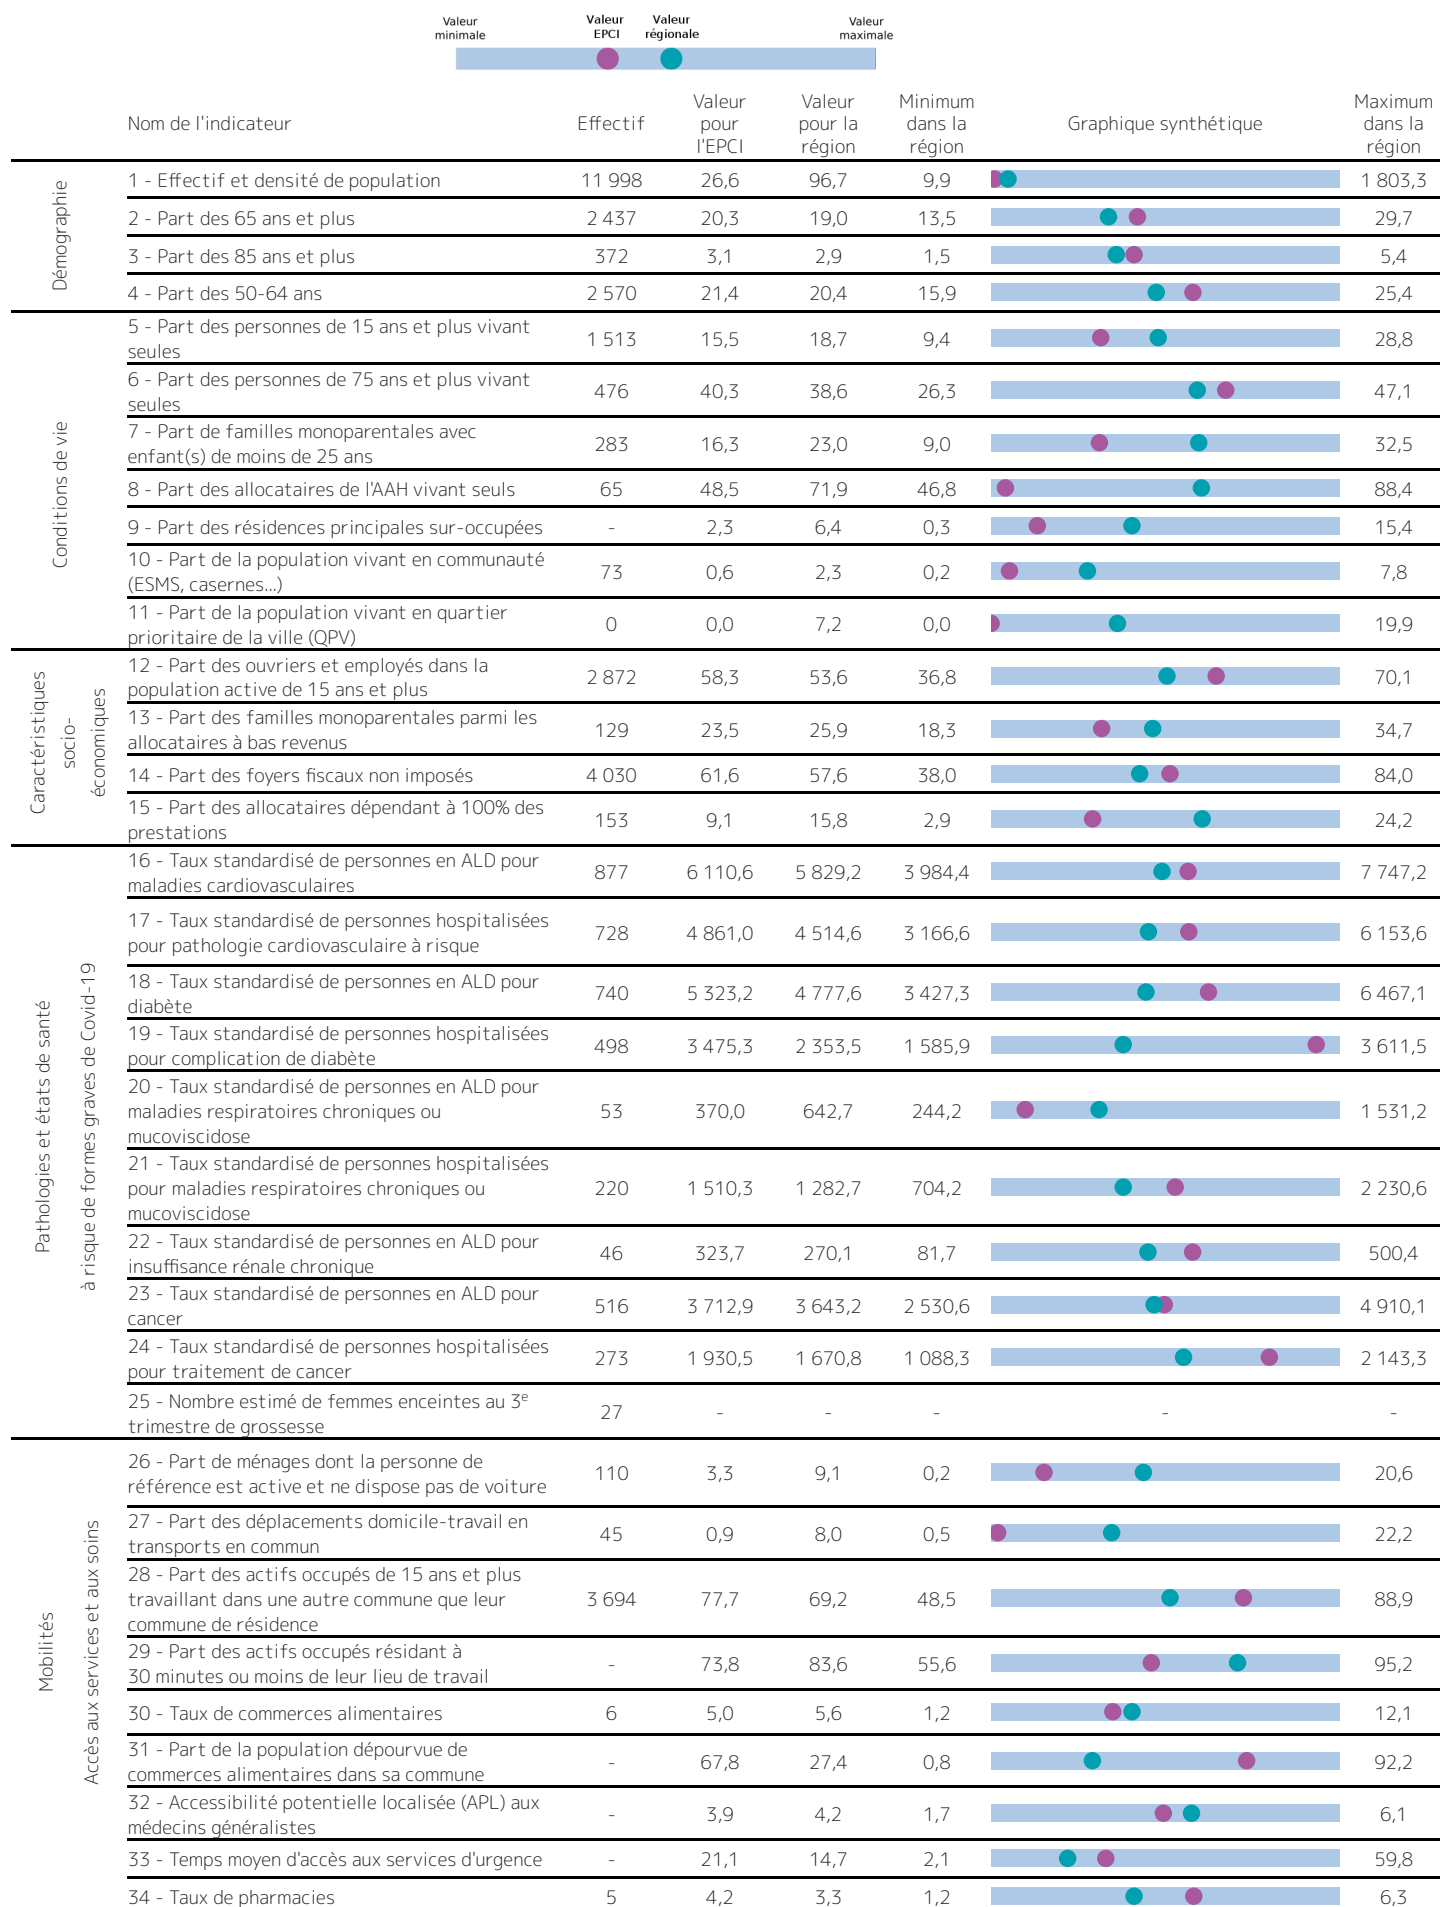 Valeur minimale
Valeur EPCI
Valeur régionale
Valeur maximale
Nom de l'indicateur
Effectif
Valeur pour l'EPCI
Valeur pour la région
Minimum dans la région
Graphique synthétique
Maximum dans la région
Démographie
1 - Effectif et densité de population 11 998 26,6 96,7 9,9 1 803,3
2 - Part des 65 ans et plus 2 437 20,3 19,0 13,5 29,7
3 - Part des 85 ans et plus 372 3,1 2,9 1,5 5,4
4 - Part des 50-64 ans 2 570 21,4 20,4 15,9 25,4
Conditions de vie
5 - Part des personnes de 15 ans et plus vivant
seules 1 513 15,5 18,7 9,4 28,8
6 - Part des personnes de 75 ans et plus vivant
seules 476 40,3 38,6 26,3 47,1
7 - Part de familles monoparentales avec
enfant(s) de moins de 25 ans 283 16,3 23,0 9,0 32,5
8 - Part des allocataires de l'AAH vivant seuls 65 48,5 71,9 46,8 88,4
9 - Part des résidences principales sur-occupées - 2,3 6,4 0,3 15,4
10 - Part de la population vivant en communauté
(ESMS, casernes...) 73 0,6 2,3 0,2 7,8
11 - Part de la population vivant en quartier
prioritaire de la ville (QPV) 0 0,0 7,2 0,0 19,9
Caractéristiques
socio-
économiques
12 - Part des ouvriers et employés dans la
population active de 15 ans et plus 2 872 58,3 53,6 36,8 70,1
13 - Part des familles monoparentales parmi les
allocataires à bas revenus 129 23,5 25,9 18,3 34,7
14 - Part des foyers fiscaux non imposés 4 030 61,6 57,6 38,0 84,0
15 - Part des allocataires dépendant à 100% des
prestations 153 9,1 15,8 2,9 24,2
Pathologies et états de santé
à risque de formes graves de Covid-19
16 - Taux standardisé de personnes en ALD pour
maladies cardiovasculaires 877 6 110,6 5 829,2 3 984,4 7 747,2
17 - Taux standardisé de personnes hospitalisées
pour pathologie cardiovasculaire à risque 728 4 861,0 4 514,6 3 166,6 6 153,6
18 - Taux standardisé de personnes en ALD pour
diabète 740 5 323,2 4 777,6 3 427,3 6 467,1
19 - Taux standardisé de personnes hospitalisées
pour complication de diabète 498 3 475,3 2 353,5 1 585,9 3 611,5
20 - Taux standardisé de personnes en ALD pour
maladies respiratoires chroniques ou
mucoviscidose 53 370,0 642,7 244,2 1 531,2
21 - Taux standardisé de personnes hospitalisées
pour maladies respiratoires chroniques ou
mucoviscidose 220 1 510,3 1 282,7 704,2 2 230,6
22 - Taux standardisé de personnes en ALD pour
insuffisance rénale chronique 46 323,7 270,1 81,7 500,4
23 - Taux standardisé de personnes en ALD pour
cancer 516 3 712,9 3 643,2 2 530,6 4 910,1
24 - Taux standardisé de personnes hospitalisées
pour traitement de cancer 273 1 930,5 1 670,8 1 088,3 2 143,3
25 - Nombre estimé de femmes enceintes au 3e
trimestre de grossesse 27 - - - - -
Mobilités
Accès aux services et aux soins
26 - Part de ménages dont la personne de
référence est active et ne dispose pas de voiture 110 3,3 9,1 0,2 20,6
27 - Part des déplacements domicile-travail en
transports en commun 45 0,9 8,0 0,5 22,2
28 - Part des actifs occupés de 15 ans et plus
travaillant dans une autre commune que leur
commune de résidence 3 694 77,7 69,2 48,5 88,9
29 - Part des actifs occupés résidant à
30 minutes ou moins de leur lieu de travail - 73,8 83,6 55,6 95,2
30 - Taux de commerces alimentaires 6 5,0 5,6 1,2 12,1
31 - Part de la population dépourvue de
commerces alimentaires dans sa commune - 67,8 27,4 0,8 92,2
32 - Accessibilité potentielle localisée (APL) aux
médecins généralistes - 3,9 4,2 1,7 6,1
33 - Temps moyen d'accès aux services d'urgence - 21,1 14,7 2,1 59,8
34 - Taux de pharmacies 5 4,2 3,3 1,2 6,3